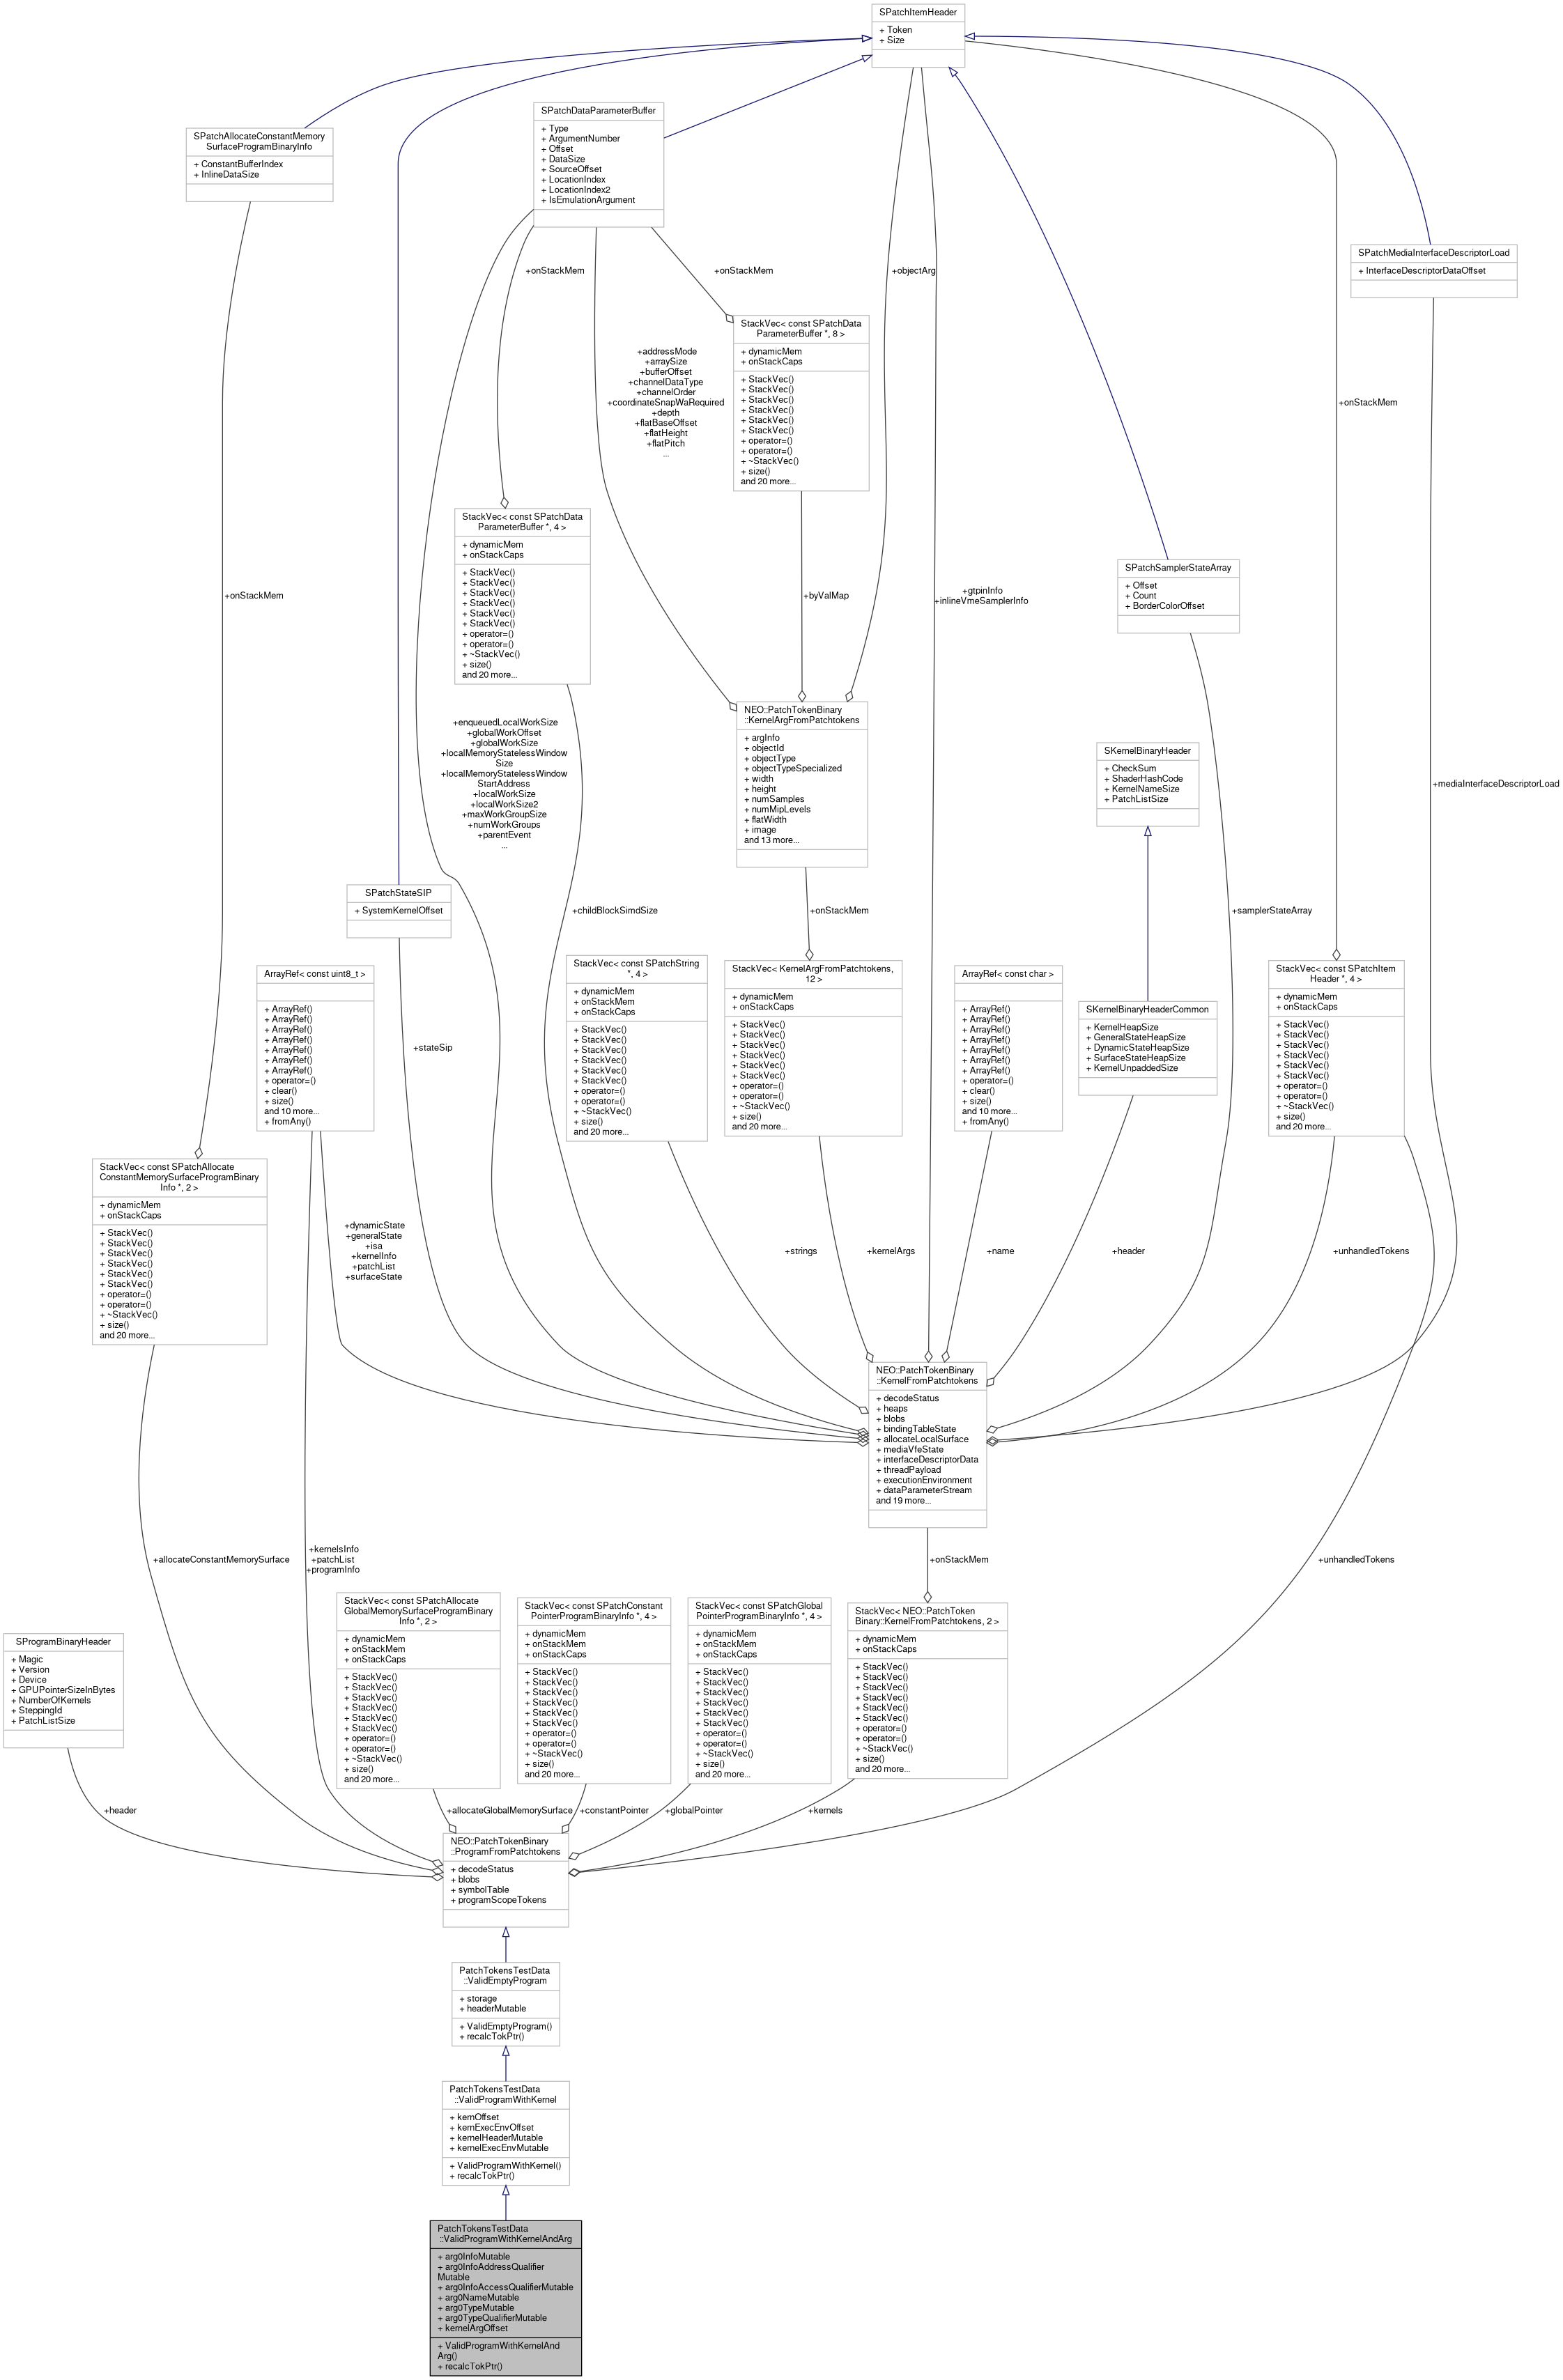 SPatchItemHeader
+ Token
+ Size
SPatchDataParameterBuffer
+ Type
+ ArgumentNumber
+ Offset
+ DataSize
+ SourceOffset
+ LocationIndex
+ LocationIndex2
+ IsEmulationArgument
SPatchAllocateConstantMemory
SurfaceProgramBinaryInfo
+ ConstantBufferIndex
+ InlineDataSize
SPatchMediaInterfaceDescriptorLoad
+ InterfaceDescriptorDataOffset
+onStackMem
+onStackMem
+objectArg
StackVec< const SPatchData
ParameterBuffer *, 8 >
+ dynamicMem
+ onStackCaps
+ StackVec()
+ StackVec()
+ StackVec()
+ StackVec()
+ StackVec()
+ StackVec()
+ operator=()
+ operator=()
+ ~StackVec()
+ size()
and 20 more...
+addressMode
+arraySize
+bufferOffset
+channelDataType
+channelOrder
+coordinateSnapWaRequired
+depth
+flatBaseOffset
+flatHeight
+flatPitch
...
+onStackMem
StackVec< const SPatchData
ParameterBuffer *, 4 >
+ dynamicMem
+ onStackCaps
+ StackVec()
+ StackVec()
+ StackVec()
+ StackVec()
+ StackVec()
+ StackVec()
+ operator=()
+ operator=()
+ ~StackVec()
+ size()
and 20 more...
+onStackMem
+byValMap
+gtpinInfo
+inlineVmeSamplerInfo
SPatchSamplerStateArray
+ Offset
+ Count
+ BorderColorOffset
NEO::PatchTokenBinary
::KernelArgFromPatchtokens
+ argInfo
+ objectId
+ objectType
+ objectTypeSpecialized
+ width
+ height
+ numSamples
+ numMipLevels
+ flatWidth
+ image
and 13 more...
+enqueuedLocalWorkSize
+globalWorkOffset
+globalWorkSize
+localMemoryStatelessWindow
Size
+localMemoryStatelessWindow
StartAddress
+localWorkSize
+localWorkSize2
+maxWorkGroupSize
+numWorkGroups
+parentEvent
...
SKernelBinaryHeader
+ CheckSum
+ ShaderHashCode
+ KernelNameSize
+ PatchListSize
+mediaInterfaceDescriptorLoad
SPatchStateSIP
+ SystemKernelOffset
+childBlockSimdSize
+onStackMem
+samplerStateArray
ArrayRef< const uint8_t >
+ ArrayRef()
+ ArrayRef()
+ ArrayRef()
+ ArrayRef()
+ ArrayRef()
+ ArrayRef()
+ ArrayRef()
+ operator=()
+ clear()
+ size()
and 10 more...
+ fromAny()
+stateSip
StackVec< const SPatchString
*, 4 >
+ dynamicMem
+ onStackMem
+ onStackCaps
+ StackVec()
+ StackVec()
+ StackVec()
+ StackVec()
+ StackVec()
+ StackVec()
+ operator=()
+ operator=()
+ ~StackVec()
+ size()
and 20 more...
StackVec< KernelArgFromPatchtokens,
12 >
+ dynamicMem
+ onStackCaps
+ StackVec()
+ StackVec()
+ StackVec()
+ StackVec()
+ StackVec()
+ StackVec()
+ operator=()
+ operator=()
+ ~StackVec()
+ size()
and 20 more...
ArrayRef< const char >
+ ArrayRef()
+ ArrayRef()
+ ArrayRef()
+ ArrayRef()
+ ArrayRef()
+ ArrayRef()
+ ArrayRef()
+ operator=()
+ clear()
+ size()
and 10 more...
+ fromAny()
SKernelBinaryHeaderCommon
+ KernelHeapSize
+ GeneralStateHeapSize
+ DynamicStateHeapSize
+ SurfaceStateHeapSize
+ KernelUnpaddedSize
StackVec< const SPatchItem
Header *, 4 >
+ dynamicMem
+ onStackCaps
+ StackVec()
+ StackVec()
+ StackVec()
+ StackVec()
+ StackVec()
+ StackVec()
+ operator=()
+ operator=()
+ ~StackVec()
+ size()
and 20 more...
StackVec< const SPatchAllocate
ConstantMemorySurfaceProgramBinary
Info *, 2 >
+ dynamicMem
+ onStackCaps
+ StackVec()
+ StackVec()
+ StackVec()
+ StackVec()
+ StackVec()
+ StackVec()
+ operator=()
+ operator=()
+ ~StackVec()
+ size()
and 20 more...
+dynamicState
+generalState
+isa
+kernelInfo
+patchList
+surfaceState
+strings
+kernelArgs
+name
+header
+unhandledTokens
NEO::PatchTokenBinary
::KernelFromPatchtokens
+ decodeStatus
+ heaps
+ blobs
+ bindingTableState
+ allocateLocalSurface
+ mediaVfeState
+ interfaceDescriptorData
+ threadPayload
+ executionEnvironment
+ dataParameterStream
and 19 more...
+allocateConstantMemorySurface
+kernelsInfo
+patchList
+programInfo
+onStackMem
+unhandledTokens
SProgramBinaryHeader
+ Magic
+ Version
+ Device
+ GPUPointerSizeInBytes
+ NumberOfKernels
+ SteppingId
+ PatchListSize
StackVec< const SPatchAllocate
GlobalMemorySurfaceProgramBinary
Info *, 2 >
+ dynamicMem
+ onStackMem
+ onStackCaps
+ StackVec()
+ StackVec()
+ StackVec()
+ StackVec()
+ StackVec()
+ StackVec()
+ operator=()
+ operator=()
+ ~StackVec()
+ size()
and 20 more...
StackVec< const SPatchConstant
PointerProgramBinaryInfo *, 4 >
+ dynamicMem
+ onStackMem
+ onStackCaps
+ StackVec()
+ StackVec()
+ StackVec()
+ StackVec()
+ StackVec()
+ StackVec()
+ operator=()
+ operator=()
+ ~StackVec()
+ size()
and 20 more...
StackVec< const SPatchGlobal
PointerProgramBinaryInfo *, 4 >
+ dynamicMem
+ onStackMem
+ onStackCaps
+ StackVec()
+ StackVec()
+ StackVec()
+ StackVec()
+ StackVec()
+ StackVec()
+ operator=()
+ operator=()
+ ~StackVec()
+ size()
and 20 more...
StackVec< NEO::PatchToken
Binary::KernelFromPatchtokens, 2 >
+ dynamicMem
+ onStackCaps
+ StackVec()
+ StackVec()
+ StackVec()
+ StackVec()
+ StackVec()
+ StackVec()
+ operator=()
+ operator=()
+ ~StackVec()
+ size()
and 20 more...
+header
+allocateGlobalMemorySurface
+constantPointer
+globalPointer
+kernels
NEO::PatchTokenBinary
::ProgramFromPatchtokens
+ decodeStatus
+ blobs
+ symbolTable
+ programScopeTokens
PatchTokensTestData
::ValidEmptyProgram
+ storage
+ headerMutable
+ ValidEmptyProgram()
+ recalcTokPtr()
PatchTokensTestData
::ValidProgramWithKernel
+ kernOffset
+ kernExecEnvOffset
+ kernelHeaderMutable
+ kernelExecEnvMutable
+ ValidProgramWithKernel()
+ recalcTokPtr()
PatchTokensTestData
::ValidProgramWithKernelAndArg
+ arg0InfoMutable
+ arg0InfoAddressQualifier
Mutable
+ arg0InfoAccessQualifierMutable
+ arg0NameMutable
+ arg0TypeMutable
+ arg0TypeQualifierMutable
+ kernelArgOffset
+ ValidProgramWithKernelAnd
Arg()
+ recalcTokPtr()